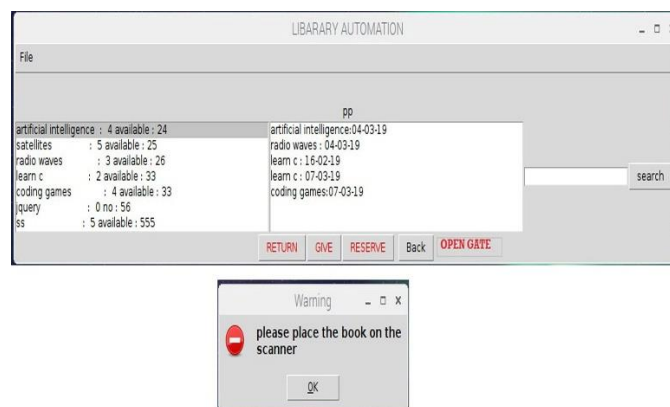 LIBARARY AUTOMATION
File
pp
artificial intelligence : 4 available : 24
satellites : 5 available : 25
radio waves : 3 available : 26
learn c : 2 available : 33
coding games : 4 available : 33
jquery : 0 no : 56
ss : 5 available : 555
artificial intelligence:04-03-19
radio waves : 04-03-19
learn c : 16-02-19
learn c : 07-03-19
coding games:07-03-19
search
RETURN GIVE RESERVE Back OPEN GATE
Warning
please place the book on the
scanner
OK